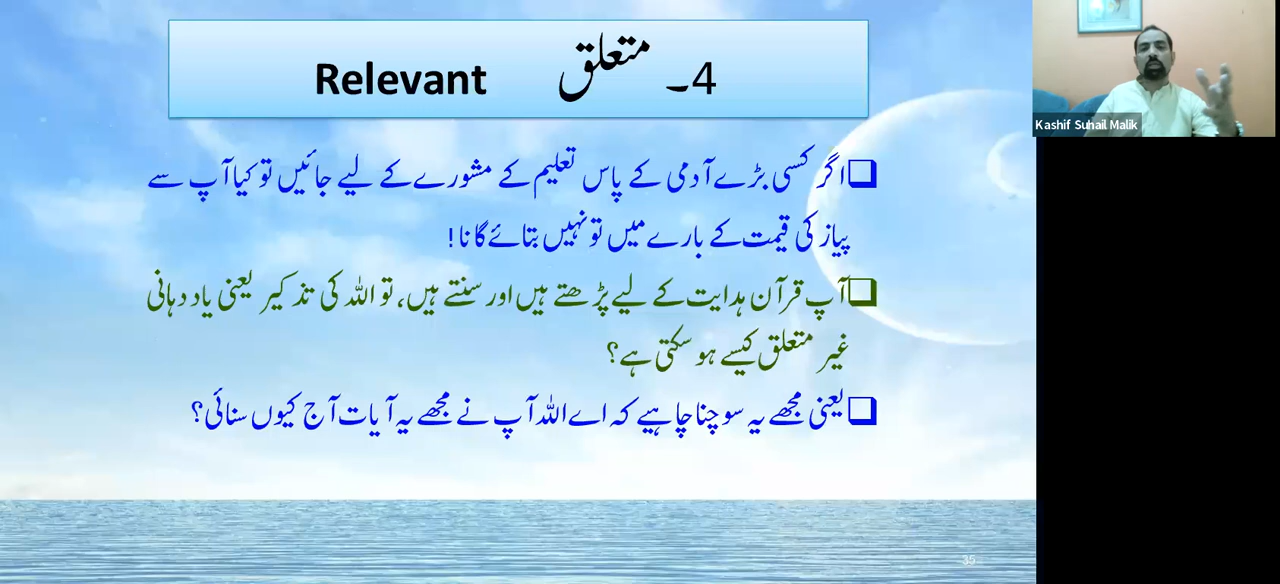 4۔ متعلق Relevant
اگر کسی بڑے آدمی کے پاس تعلیم کے مشورے کے لیے جائیں تو کیا آپ سے
پیاز کی قیمت کے بارے میں تو نہیں بتائے گا نا!
آپ قرآن ہدایت کے لیے پڑھتے ہیں اور سنتے ہیں، تو اللہ کی تذکیر یعنی یاد دہانی
غیر متعلق کیسے ہو سکتی ہے؟
یعنی مجھے یہ سوچنا چاہیے کہ اے اللہ آپ نے مجھے یہ آیات آج کیوں سنائی؟
Kashif Suhail Malik
35